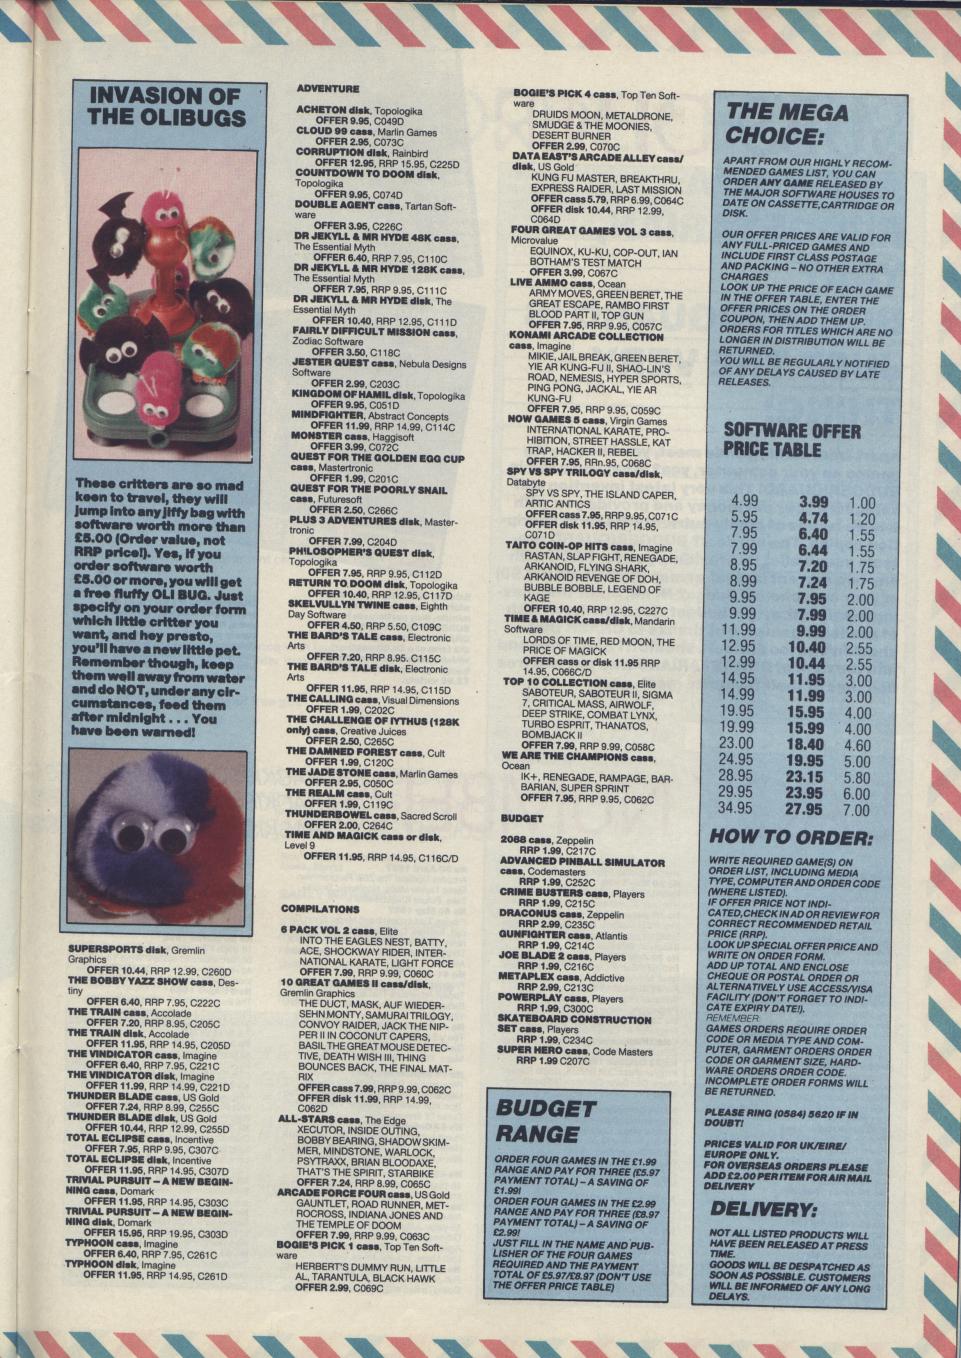 INVASION OF
THE OLIBUGS
These critters are so mad
keen to travel, they will
jump into any jiffy bag with
software worth more than
£5.00 (Order value, not
RRP price!). Yes, if you
order software worth
£5.00 or more, you will get
a free fluffy OLI BUG. Just
specify on your order form
which little critter you
want, and hey presto,
you'll have a new little pet.
Remember though, keep
them well away from water
and do NOT, under any cir-
cumstances, feed them
after midnight . . . You
have been warned!
SUPERSPORTS disk, Gremlin
Graphics
OFFER 10.44, RRP 12.99, C260D
THE BOBBY YAZZ SHOW cass, Des-
tiny
OFFER 6.40, RRP 7.95, C222C
THE TRAIN cass, Accolade
OFFER 7.20, RRP 8.95, C205C
THE TRAIN disk, Accolade
OFFER 11.95, RRP 14.95, C205D
THE VINDICATOR cass, Imagine
OFFER 6.40, RRP 7.95, C221C
THE VINDICATOR disk, Imagine
OFFER 11.99, RRP 14.99, C221D
THUNDER BLADE cass, US Gold
OFFER 7.24, RRP 8.99, C255C
THUNDER BLADE disk, US Gold
OFFER 10.44, RRP 12.99, C255D
TOTAL ECLIPSE cass, Incentive
OFFER 7.95, RRP 9.95, C307C
TOTAL ECLIPSE disk, Incentive
OFFER 11.95, RRP 14.95, C307D
TRIVIAL PURSUIT – A NEW BEGIN-
NING cass, Domark
OFFER 11.95, RRP 14.95, C303C
TRIVIAL PURSUIT – A NEW BEGIN-
NING disk, Domark
OFFER 15.95, RRP 19.95, C303D
TYPHOON cass, Imagine
OFFER 6.40, RRP 7.95, C261C
TYPHOON disk, Imagine
OFFER 11.95, RRP 14.95, C261D
ADVENTURE
ACHETON disk, Topologika
OFFER 9.95, C049D
CLOUD 99 cass, Marlin Games
OFFER 2.95, C073C
CORRUPTION disk, Rainbird
OFFER 12.95, RRP 15.95, C225D
COUNTDOWN TO DOOM disk,
Topologika
OFFER 9.95, C074D
DOUBLE AGENT cass, Tartan Soft-
ware
OFFER 3.95, C226C
DR JEKYLL & MR HYDE 48K cass,
The Essential Myth
OFFER 6.40, RRP 7.95, C110C
DR JEKYLL & MR HYDE 128K cass,
The Essential Myth
OFFER 7.95, RRP 9.95, C111C
DR JEKYLL & MR HYDE disk, The
Essential Myth
OFFER 10.40, RRP 12.95, C111D
FAIRLY DIFFICULT MISSION cass,
Zodiac Software
OFFER 3.50, C118C
JESTER QUEST cass, Nebula Designs
Software
OFFER 2.99, C203C
KINGDOM OF HAMIL disk, Topologika
OFFER 9.95, C051D
MINDFIGHTER, Abstract Concepts
OFFER 11.99, RRP 14.99, C114C
MONSTER cass, Haggisoft
OFFER 3.99, C072C
QUEST FOR THE GOLDEN EGG CUP
cass, Mastertronic
OFFER 1.99, C201C
QUEST FOR THE POORLY SNAIL
cass, Futuresoft
OFFER 2.50, C266C
PLUS 3 ADVENTURES disk, Master-
tronic
OFFER 7.99, C204D
PHILOSOPHER'S QUEST disk,
Topologika
OFFER 7.95, RRP 9.95, C112D
RETURN TO DOOM disk, Topologika
OFFER 10.40, RRP 12.95, C117D
SKELVULLYN TWINE cass, Eighth
Day Software
OFFER 4.50, RRP 5.50, C109C
THE BARD'S TALE cass, Electronic
Arts
OFFER 7.20, RRP 8.95. C115C
THE BARD'S TALE disk, Electronic
Arts
OFFER 11.95, RRP 14.95, C115D
THE CALLING cass, Visual Dimensions
OFFER 1.99, C202C
THE CHALLENGE OF IYTHUS (128K
only) cass, Creative Juices
OFFER 2.50, C265C
THE DAMNED FOREST cass, Cult
OFFER 1.99, C120C
THE JADE STONE cass, Marlin Games
OFFER 2.95, C050C
THE REALM cass, Cult
OFFER 1.99, C119C
THUNDERBOWEL cass, Sacred Scroll
OFFER 2.00, C264C
TIME AND MAGICK cass or disk,
Level 9
OFFER 11.95, RRP 14.95, C116C/D
COMPILATIONS
6 PACK VOL 2 cass, Elite
INTO THE EAGLES NEST, BATTY,
ACE, SHOCKWAY RIDER, INTER-
NATIONAL KARATE, LIGHT FORCE
OFFER 7.99, RRP 9.99, C060C
10 GREAT GAMES II cass/disk,
Gremlin Graphics
THE DUCT, MASK, AUF WIEDER-
SEHN MONTY, SAMURAI TRILOGY,
CONVOY RAIDER, JACK THE NIP-
PER II IN COCONUT CAPERS,
BASIL THE GREAT MOUSE DETEC-
TIVE, DEATH WISH III, THING
BOUNCES BACK, THE FINAL MAT-
RIX
OFFER cass 7.99, RRP 9.99, C062C
OFFER disk 11.99, RRP 14.99,
C062D
ALL-STARS cass, The Edge
XECUTOR, INSIDE OUTING,
BOBBY BEARING, SHADOW SKIM-
MER, MINDSTONE, WARLOCK,
PSYTRAXX, BRIAN BLOODAXE,
THAT'S THE SPIRIT, STARBIKE
OFFER 7.24, RRP 8.99, C065C
ARCADE FORCE FOUR cass, US Gold
GAUNTLET, ROAD RUNNER, MET-
ROCROSS, INDIANA JONES AND
THE TEMPLE OF DOOM
OFFER 7.99, RRP 9.99, C063C
BOGIE'S PICK 1 cass, Top Ten Soft-
ware
HERBERT'S DUMMY RUN, LITTLE
AL, TARANTULA, BLACK HAWK
OFFER 2.99, C069C
BOGIE'S PICK 4 cass, Top Ten Soft-
ware
DRUIDS MOON, METALDRONE,
SMUDGE & THE MOONIES,
DESERT BURNER
OFFER 2.99, C070C
DATA EAST'S ARCADE ALLEY cass/
disk, US Gold
KUNG FU MASTER, BREAKTHRU,
EXPRESS RAIDER, LAST MISSION
OFFER cass 5.79, RRP 6.99, C064C
OFFER disk 10.44, RRP 12.99,
C064D
FOUR GREAT GAMES VOL 3 cass,
Microvalue
EQUINOX, KU-KU, COP-OUT, IAN
BOTHAM'S TEST MATCH
OFFER 3.99, C067C
LIVE AMMO cass, Ocean
ARMY MOVES, GREEN BERET, THE
GREAT ESCAPE, RAMBO FIRST
BLOOD PART II, TOP GUN
OFFER 7.95, RRP 9.95, C057C
KONAMI ARCADE COLLECTION
cass, Imagine
MIKIE, JAIL BREAK, GREEN BERET,
YIE AR KUNG-FU II, SHAO-LIN'S
ROAD, NEMESIS, HYPER SPORTS,
PING PONG, JACKAL, YIE AR
KUNG-FU
OFFER 7.95, RRP 9.95, C059C
NOW GAMES 5 cass, Virgin Games
INTERNATIONAL KARATE, PRO-
HIBITION, STREET HASSLE, KAT
TRAP, HACKER II, REBEL
OFFER 7.95, RRn.95, C068C
SPY VS SPY TRILOGY cass/disk,
Databyte
SPY VS SPY, THE ISLAND CAPER,
ARTIC ANTICS
OFFER cass 7.95, RRP 9.95, C071C
OFFER disk 11.95, RRP 14.95,
C071D
TAITO COIN-OP HITS cass, Imagine
RASTAN, SLAP FIGHT, RENEGADE,
ARKANOID, FLYING SHARK,
ARKANOID REVENGE OF DOH,
BUBBLE BOBBLE, LEGEND OF
KAGE
OFFER 10.40, RRP 12.95, C227C
TIME & MAGICK cass/disk, Mandarin
Software
LORDS OF TIME, RED MOON, THE
PRICE OF MAGICK
OFFER cass or disk 11.95 RRP
14.95, C066C/D
TOP 10 COLLECTION cass, Elite
SABOTEUR, SABOTEUR II, SIGMA
7, CRITICAL MASS, AIRWOLF,
DEEP STRIKE, COMBAT LYNX,
TURBO ESPRIT, THANATOS,
BOMBJACK II
OFFER 7.99, RRP 9.99, C058C
WE ARE THE CHAMPIONS cass,
Ocean
IK+, RENEGADE, RAMPAGE, BAR-
BARIAN, SUPER SPRINT
OFFER 7.95, RRP 9.95, C062C
BUDGET
2088 cass, Zeppelin
RRP 1.99, C217C
ADVANCED PINBALL SIMULATOR
cass, Codemasters
RRP 1.99, C252C
CRIME BUSTERS cass, Players
RRP 1.99, C215C
DRACONUS cass, Zeppelin
RRP 2.99, C235C
GUNFIGHTER cass, Atlantis
RRP 1.99, C214C
JOE BLADE 2 cass, Players
RRP 1.99, C216C
METAPLEX cass, Addictive
RRP 2.99, C213C
POWERPLAY cass, Players
RRP 1.99, C300C
SKATEBOARD CONSTRUCTION
SET cass, Players
RRP 1.99, C234C
SUPER HERO cass, Code Masters
RRP 1.99 C207C
BUDGET
RANGE
ORDER FOUR GAMES IN THE £1.99
RANGE AND PAY FOR THREE (£5.97
PAYMENT TOTAL) – A SAVING OF
£1.99!
ORDER FOUR GAMES IN THE £2.99
RANGE AND PAY FOR THREE (£8.97
PAYMENT TOTAL) – A SAVING OF
£2.99!
JUST FILL IN THE NAME AND PUB-
LISHER OF THE FOUR GAMES
REQUIRED AND THE PAYMENT
TOTAL OF £5.97/£8.97 (DON'T USE
THE OFFER PRICE TABLE)
THE MEGA
CHOICE:
APART FROM OUR HIGHLY RECOM-
MENDED GAMES LIST, YOU CAN
ORDER ANY GAME RELEASED BY
THE MAJOR SOFTWARE HOUSES TO
DATE ON CASSETTE, CARTRIDGE OR
DISK.
OUR OFFER PRICES ARE VALID FOR
ANY FULL-PRICED GAMES AND
INCLUDE FIRST CLASS POSTAGE
AND PACKING – NO OTHER EXTRA
CHARGES
LOOK UP THE PRICE OF EACH GAME
IN THE OFFER TABLE, ENTER THE
OFFER PRICES ON THE ORDER
COUPON, THEN ADD THEM UP.
ORDERS FOR TITLES WHICH ARE NO
LONGER IN DISTRIBUTION WILL BE
RETURNED.
YOU WILL BE REGULARLY NOTIFIED
OF ANY DELAYS CAUSED BY LATE
RELEASES.
SOFTWARE OFFER
PRICE TABLE
4.99 3.99 1.00
5.95 4.74 1.20
7.95 6.40 1.55
7.99 6.44 1.55
8.95 7.20 1.75
8.99 7.24 1.75
9.95 7.95 2.00
9.99 7.99 2.00
11.99 9.99 2.00
12.95 10.40 2.55
12.99 10.44 2.55
14.95 11.95 3.00
14.99 11.99 3.00
19.95 15.95 4.00
19.99 15.99 4.00
23.00 18.40 4.60
24.95 19.95 5.00
28.95 23.15 5.80
29.95 23.95 6.00
34.95 27.95 7.00
HOW TO ORDER:
WRITE REQUIRED GAME(S) ON
ORDER LIST, INCLUDING MEDIA
TYPE, COMPUTER AND ORDER CODE
(WHERE LISTED).
IF OFFER PRICE NOT INDI-
CATED, CHECK IN AD OR REVIEW FOR
CORRECT RECOMMENDED RETAIL
PRICE (RRP).
LOOK UP SPECIAL OFFER PRICE AND
WRITE ON ORDER FORM.
ADD UP TOTAL AND ENCLOSE
CHEQUE OR POSTAL ORDER OR
ALTERNATIVELY USE ACCESS/VISA
FACILITY (DON'T FORGET TO INDI-
CATE EXPIRY DATE!).
REMEMBER:
GAMES ORDERS REQUIRE ORDER
CODE OR MEDIA TYPE AND COM-
PUTER, GARMENT ORDERS ORDER
CODE OR GARMENT SIZE, HARD-
WARE ORDERS ORDER CODE.
INCOMPLETE ORDER FORMS WILL
BE RETURNED.
PLEASE RING (0584) 5620 IF IN
DOUBT!
PRICES VALID FOR UK/EIRE/
EUROPE ONLY.
FOR OVERSEAS ORDERS PLEASE
ADD £2.00 PER ITEM FOR AIR MAIL
DELIVERY
DELIVERY:
NOT ALL LISTED PRODUCTS WILL
HAVE BEEN RELEASED AT PRESS
TIME.
GOODS WILL BE DESPATCHED AS
SOON AS POSSIBLE. CUSTOMERS
WILL BE INFORMED OF ANY LONG
DELAYS.